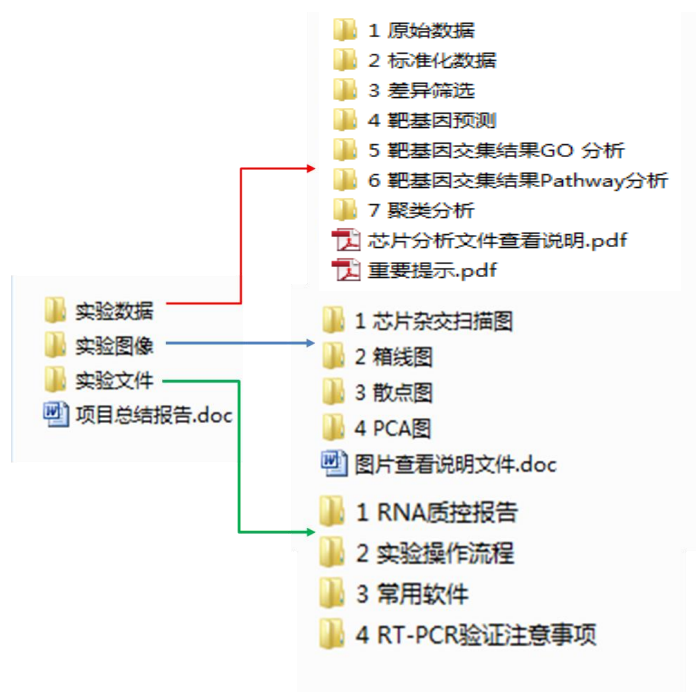 1 原始数据
2 标准化数据
3 差异筛选
4 靶基因预测
5 靶基因交集结果GO 分析
6 靶基因交集结果Pathway分析
7 聚类分析
芯片分析文件查看说明.pdf
重要提示.pdf
实验数据
实验图像
实验文件
项目总结报告.doc
1 芯片杂交扫描图
2 箱线图
3 散点图
4 PCA图
图片查看说明文件.doc
1 RNA质控报告
2 实验操作流程
3 常用软件
4 RT-PCR验证注意事项